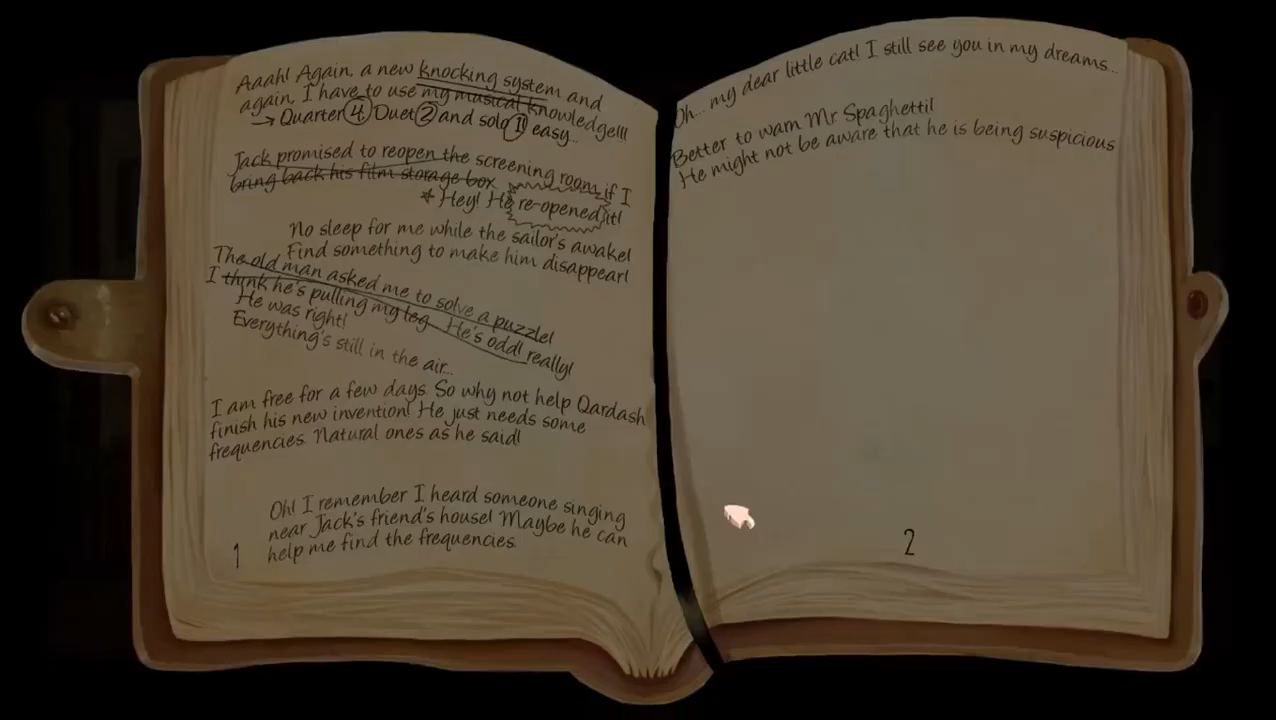 Aaah! Again, a new knocking system and
again, I have to use my musical knowledge!!!
→ Quarter 4 Duet 2 and solo 1! easy...
Jack promised to reopen the screening room if I
bring back his film storage box
* Hey! He re-opened it!
No sleep for me while the sailor's awake!
Find something to make him disappear!
The old man asked me to solve a puzzle!
I think he's pulling my leg He's odd! really!
He was right!
Everything's still in the air...
I am free for a few days. So why not help Qardash
finish his new invention! He just needs some
frequencies. Natural ones as he said!
Oh! I remember I heard someone singing
near Jack's friend's house! Maybe he can
help me find the frequencies.
1
Oh... my dear little cat! I still see you in my dreams...
Better to warn Mr Spaghetti!
He might not be aware that he is being suspicious
2